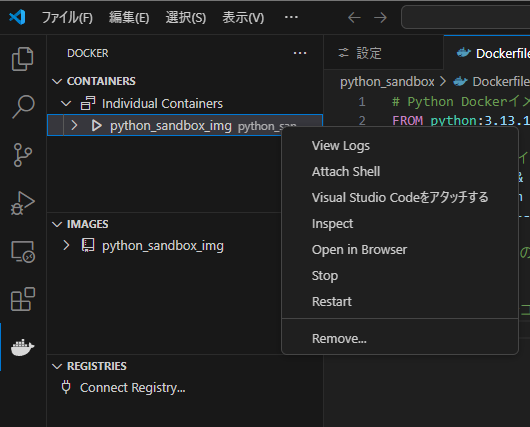 ファイル(F) 編集(E) 選択(S) 表示(V) ···
DOCKER ···
設定
Dockerfile
CONTAINERS
python_sandbox > Dockerfile
Individual Containers
1 # Python Dockerイメ
python_sandbox_img python_san
2 FROM python:3.13.1
View Logs
Attach Shell
Visual Studio Codeをアタッチする
Inspect
Open in Browser
Stop
Restart
Remove...
IMAGES
python_sandbox_img
REGISTRIES
Connect Registry...